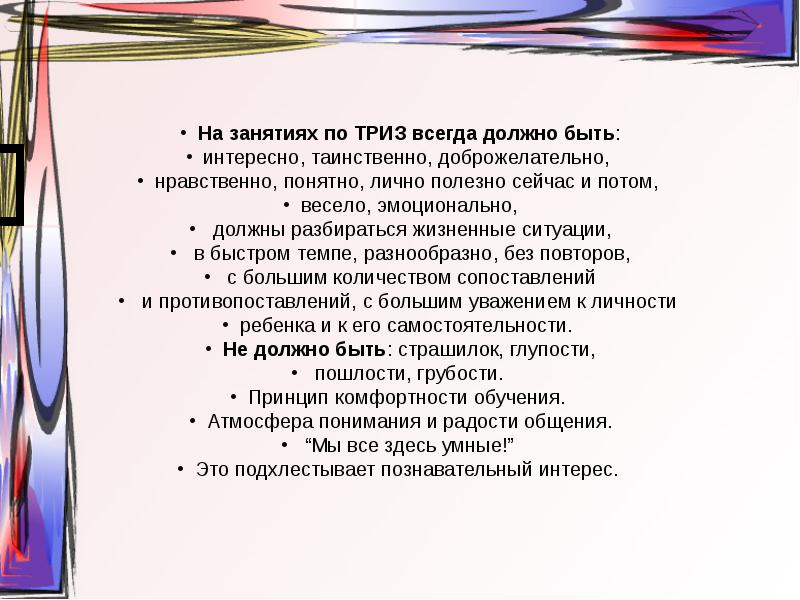 • На занятиях по ТРИЗ всегда должно быть:
• интересно, таинственно, доброжелательно,
• нравственно, понятно, лично полезно сейчас и потом,
• весело, эмоционально,
• должны разбираться жизненные ситуации,
• в быстром темпе, разнообразно, без повторов,
• с большим количеством сопоставлений
• и противопоставлений, с большим уважением к личности
• ребенка и к его самостоятельности.
• Не должно быть: страшилок, глупости,
• пошлости, грубости.
• Принцип комфортности обучения.
• Атмосфера понимания и радости общения.
• “Мы все здесь умные!”
• Это подхлестывает познавательный интерес.